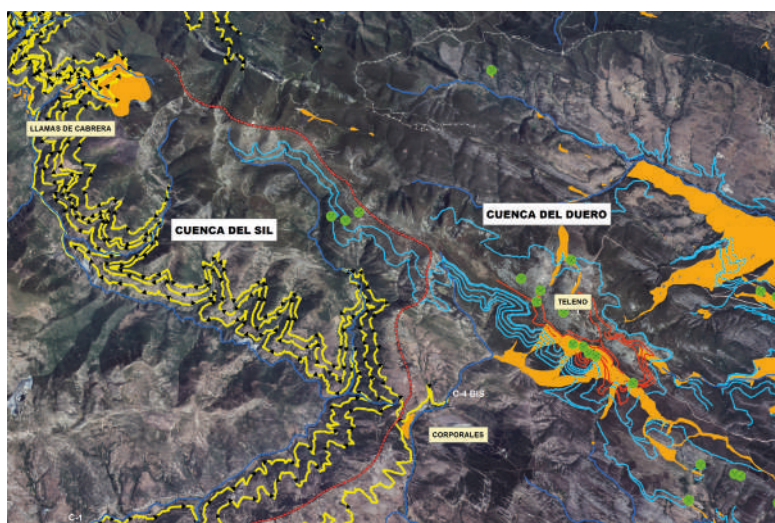 LLAMAS DE CABRERA
CUENCA DEL SIL
CUENCA DEL DUERO
TELENO
C-4 BIS
CORPORALES
C-1